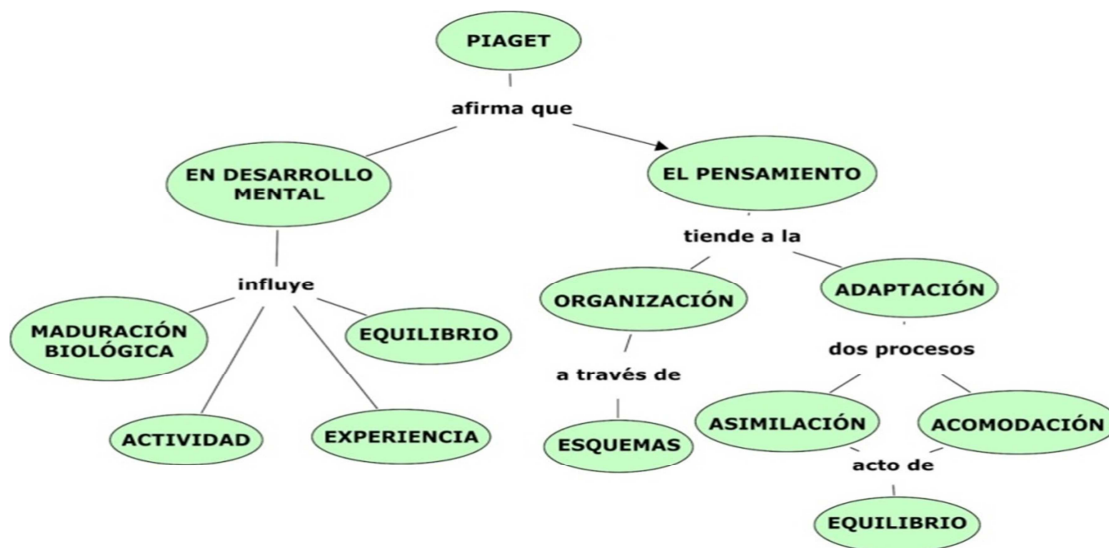 PIAGET
afirma que
EN DESARROLLO
MENTAL
EL PENSAMIENTO
tiende a la
influye
ORGANIZACIÓN
ADAPTACIÓN
MADURACIÓN
BIOLÓGICA
EQUILIBRIO
dos procesos
a través de
ACTIVIDAD
EXPERIENCIA
ESQUEMAS
ASIMILACIÓN
ACOMODACIÓN
acto de
EQUILIBRIO